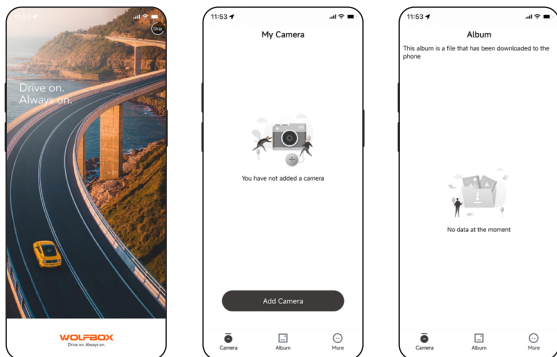 Skip
Drive on.
Always on.
WOLFBOX
Drive on. Always on.
11:53
My Camera
You have not added a camera
Add Camera
Camera
Album
More
11:53
Album
This album is a file that has been downloaded to the
phone
No data at the moment
Camera
Album
More